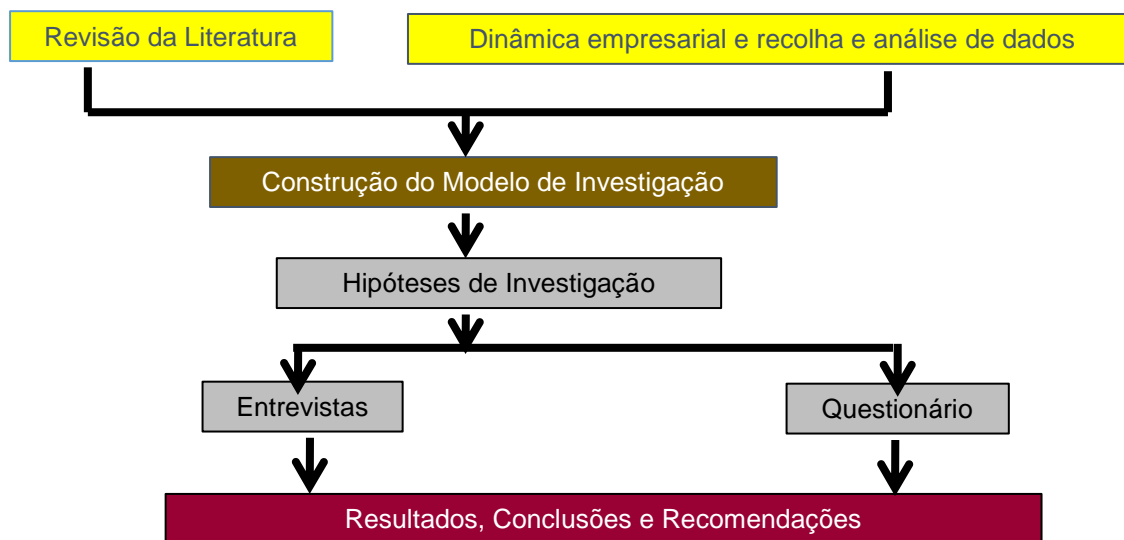 Revisão da Literatura
Dinâmica empresarial e recolha e análise de dados
Construção do Modelo de Investigação
Hipóteses de Investigação
Entrevistas
Questionário
Resultados, Conclusões e Recomendações